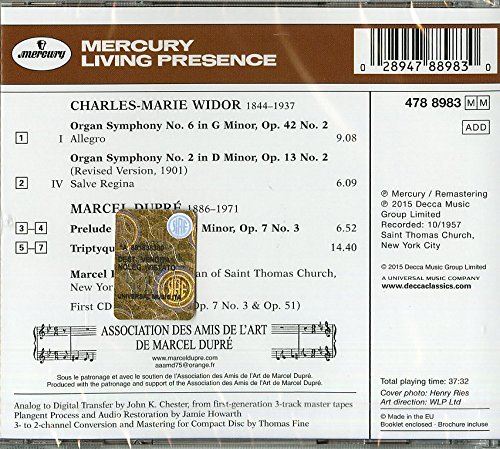 mercury
MERCURY
LIVING PRESENCE
0 28947 88983 0
478 8983 M M
ADD
CHARLES-MARIE WIDOR 1844–1937
Organ Symphony No. 6 in G Minor, Op. 42 No. 2
1 I Allegro 9.08
Organ Symphony No. 2 in D Minor, Op. 13 No. 2
(Revised Version, 1901)
2 IV Salve Regina 6.09
MARCEL DUPRÉ 1886–1971
3–4 Prelude Minor, Op. 7 No. 3 6.52
5–7 Triptyque 14.40
Marcel an of Saint Thomas Church,
New York
First CD p. 7 No. 3 & Op. 51)
SIAE
UNIVERSAL MUSIC ITA
ASSOCIATION DES AMIS DE L'ART
DE MARCEL DUPRÉ
www.marceldupre.com
aaamd75@orange.fr
Sous le patronage et avec le soutien de l'Association des Amis de l'Art de Marcel Dupré.
Produced with the patronage and support of the Association des Amis de l'Art de Marcel Dupré.
Analog to Digital Transfer by John K. Chester, from first-generation 3-track master tapes
Plangent Process and Audio Restoration by Jamie Howarth
3- to 2-channel Conversion and Mastering for Compact Disc by Thomas Fine
℗ Mercury / Remastering
℗ 2015 Decca Music
Group Limited
Recorded: 10/1957
Saint Thomas Church,
New York City
© 2015 Decca Music Group Limited
A UNIVERSAL MUSIC COMPANY
www.deccaclassics.com
Total playing time: 37:32
Cover photo: Henry Ries
Art direction: WLP Ltd
© Made in the EU
Booklet enclosed · Brochure incluse